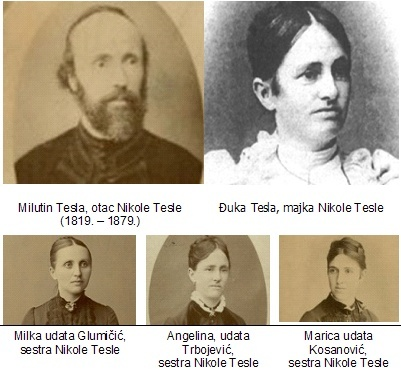 Milutin Tesla, otac Nikole Tesle
(1819. – 1879.)
Đuka Tesla, majka Nikole Tesle
Milka udata Glumičić,
sestra Nikole Tesle
Angelina, udata
Trbojević,
sestra Nikole Tesle
Marica udata
Kosanović,
sestra Nikole Tesle